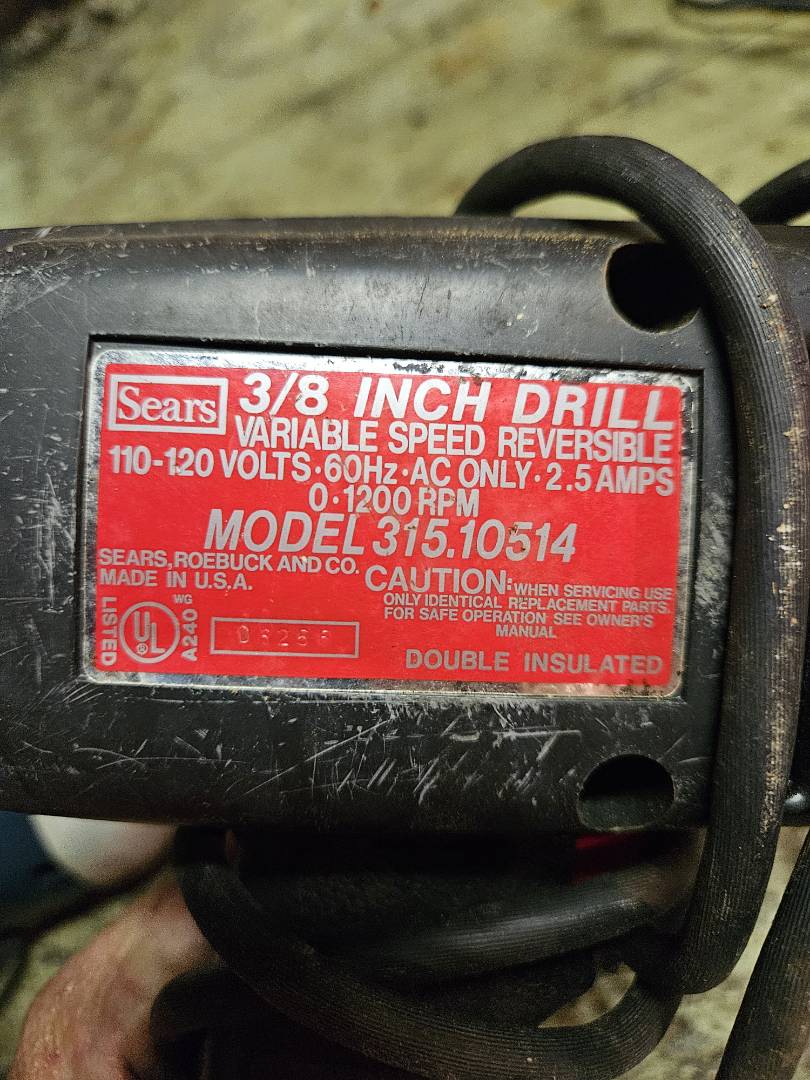 Sears
3/8 INCH DRILL
VARIABLE SPEED REVERSIBLE
110-120 VOLTS·60Hz·AC ONLY·2.5 AMPS
0·1200 RPM
MODEL 315.10514
SEARS, ROEBUCK AND CO.
MADE IN U.S.A.
CAUTION: WHEN SERVICING USE
ONLY IDENTICAL REPLACEMENT PARTS.
FOR SAFE OPERATION SEE OWNER'S
MANUAL
LISTED
UL
®
WG
A240
DOUBLE INSULATED